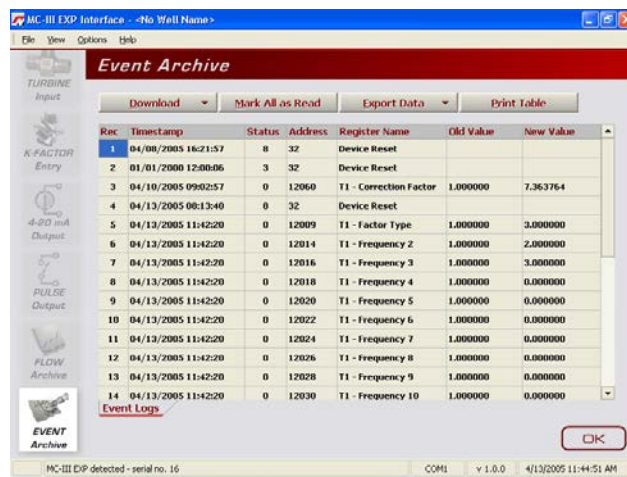 MC-III EXP Interface - <No Well Name>
File View Options Help
Event Archive
TURBINE
Input
K-FACTOR
Entry
4-20 mA
Output
PULSE
Output
FLOW
Archive
EVENT
Archive
Download Mark All as Read Export Data Print Table
Rec Timestamp Status Address Register Name Old Value New Value
1 04/08/2005 16:21:57 8 32 Device Reset
2 01/01/2000 12:00:06 3 32 Device Reset
3 04/10/2005 09:02:57 0 12060 T1 - Correction Factor 1.000000 7.363764
4 04/13/2005 08:13:40 0 32 Device Reset
5 04/13/2005 11:42:20 0 12009 T1 - Factor Type 1.000000 3.000000
6 04/13/2005 11:42:20 0 12014 T1 - Frequency 2 1.000000 2.000000
7 04/13/2005 11:42:20 0 12016 T1 - Frequency 3 1.000000 3.000000
8 04/13/2005 11:42:20 0 12018 T1 - Frequency 4 1.000000 0.000000
9 04/13/2005 11:42:20 0 12020 T1 - Frequency 5 1.000000 0.000000
10 04/13/2005 11:42:20 0 12022 T1 - Frequency 6 1.000000 0.000000
11 04/13/2005 11:42:20 0 12024 T1 - Frequency 7 1.000000 0.000000
12 04/13/2005 11:42:20 0 12026 T1 - Frequency 8 1.000000 0.000000
13 04/13/2005 11:42:20 0 12028 T1 - Frequency 9 1.000000 0.000000
14 04/13/2005 11:42:20 0 12030 T1 - Frequency 10 1.000000 0.000000
Event Logs
OK
MC-III EXP detected - serial no. 16 COM1 v 1.0.0 4/13/2005 11:44:51 AM